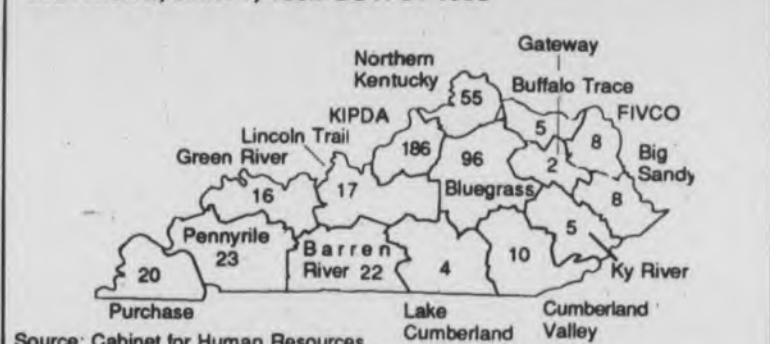 Gateway
Northern
Kentucky
Buffalo Trace
55
KIPDA
FIVCO
5
8
Lincoln Trail
186
96
Green River
2
Big
Sandy
16
17
Bluegrass
8
Pennyrile
23
Barren
River 22
5
20
4
10
Ky River
Purchase
Lake
Cumberland
Cumberland
Valley
Source: Cabinet for Human Resources